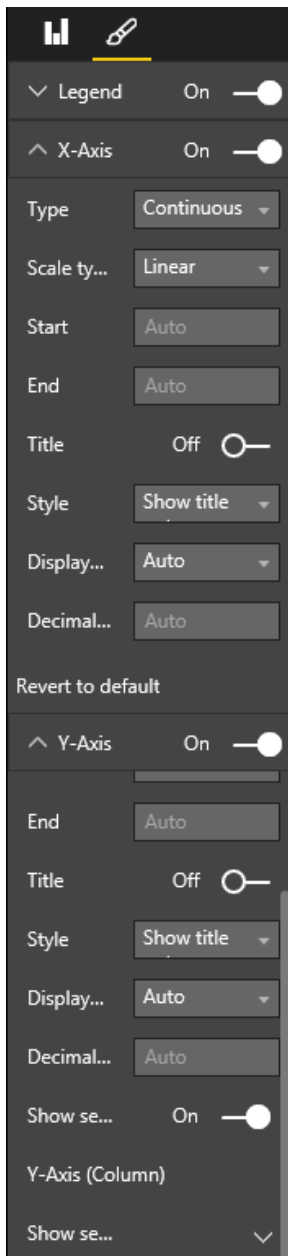 Legend On
X-Axis On
Type Continuous
Scale ty... Linear
Start Auto
End Auto
Title Off
Style Show title
Display... Auto
Decimal... Auto
Revert to default
Y-Axis On
End Auto
Title Off
Style Show title
Display... Auto
Decimal... Auto
Show se... On
Y-Axis (Column)
Show se...